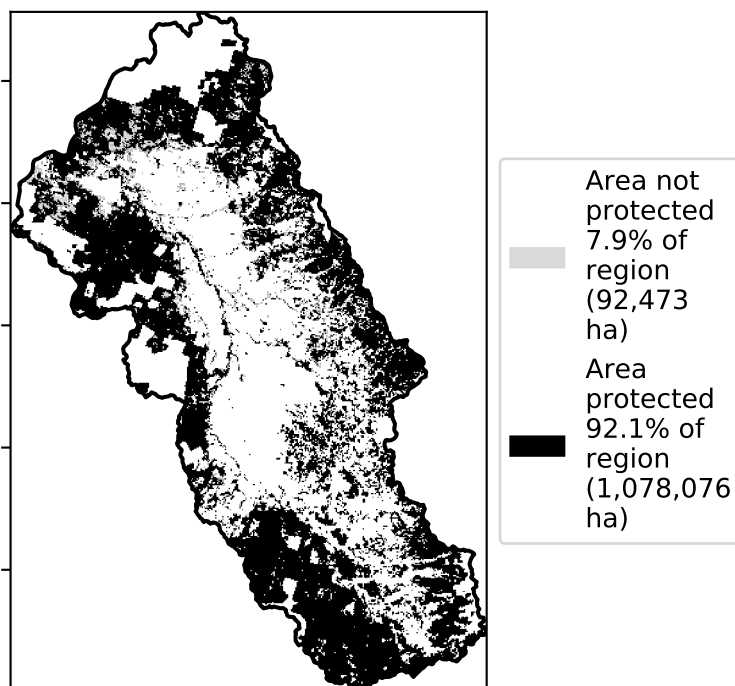 Area not
protected
7.9% of
region
(92,473
ha)
Area
protected
92.1% of
region
(1,078,076
ha)